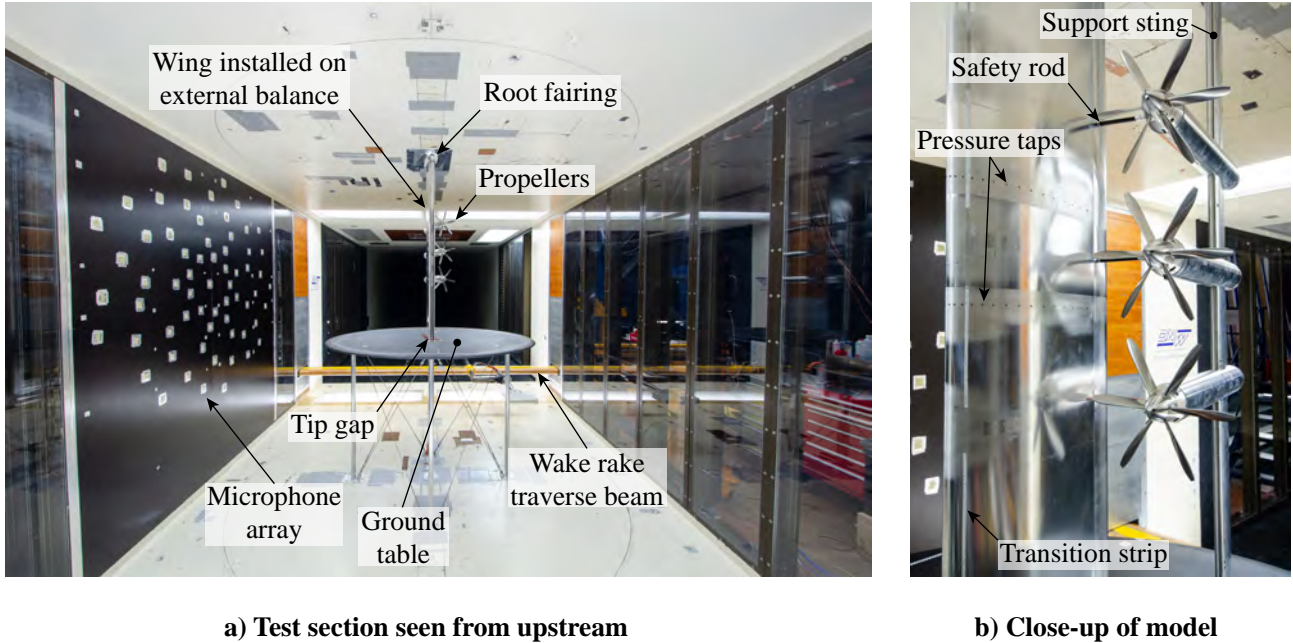 Wing installed on
external balance
Root fairing
Propellers
Tip gap
Microphone
array
Ground
table
Wake rake
traverse beam
Support sting
Safety rod
Pressure taps
Transition strip
a) Test section seen from upstream
b) Close-up of model